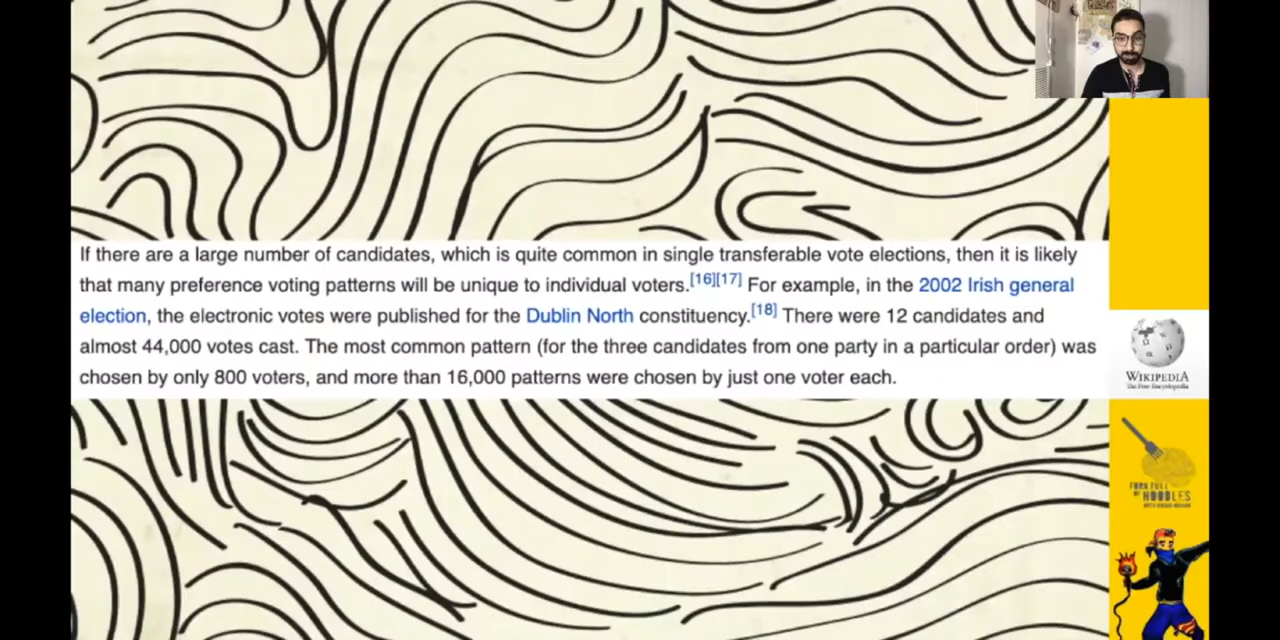 If there are a large number of candidates, which is quite common in single transferable vote elections, then it is likely
that many preference voting patterns will be unique to individual voters.[16][17] For example, in the 2002 Irish general
election, the electronic votes were published for the Dublin North constituency.[18] There were 12 candidates and
almost 44,000 votes cast. The most common pattern (for the three candidates from one party in a particular order) was
chosen by only 800 voters, and more than 16,000 patterns were chosen by just one voter each.
WIKIPEDIA
The Free Encyclopedia
FORK FULL
OF NOODLES